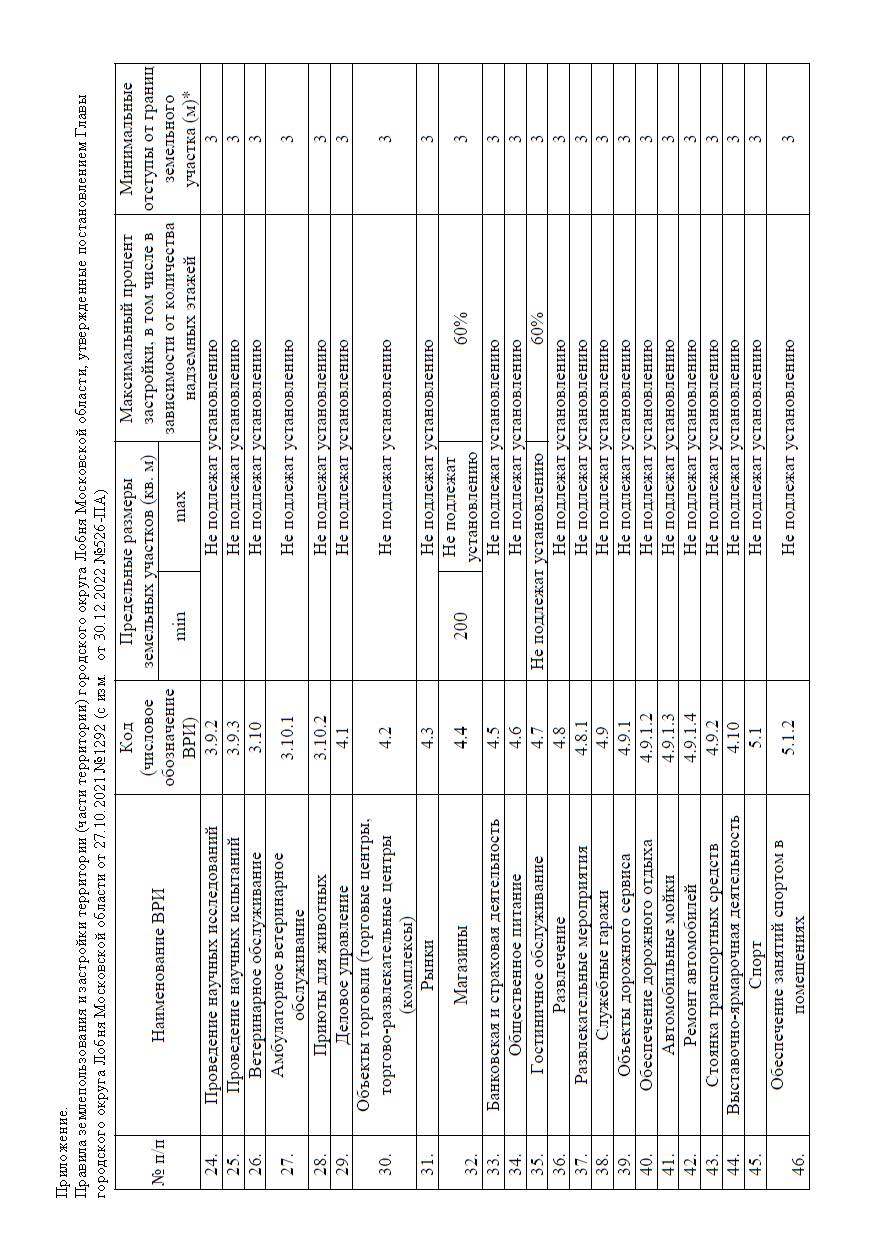 Приложение.
Правила землепользования и застройки территории (части территории) городского округа Лобня Московской области, утвержденные постановлением Главы
городского округа Лобня Московской области от 27.10.2021 №1292 (с изм. от 30.12.2022 №526-ПА)
№ п/п
Наименование ВРИ
Код
(числовое
обозначение
ВРИ)
Предельные размеры
земельных участков (кв. м)
min
max
Максимальный процент
застройки, в том числе в
зависимости от количества
надземных этажей
Минимальные
отступы от границ
земельного
участка (м)*
24. Проведение научных исследований 3.9.2 Не подлежат установлению 3
25. Проведение научных испытаний 3.9.3 Не подлежат установлению 3
26. Ветеринарное обслуживание 3.10 Не подлежат установлению 3
27. Амбулаторное ветеринарное
обслуживание 3.10.1 Не подлежат установлению 3
28. Приюты для животных 3.10.2 Не подлежат установлению 3
29. Деловое управление 4.1 Не подлежат установлению 3
30. Объекты торговли (торговые центры,
торгово-развлекательные центры
(комплексы) 4.2 Не подлежат установлению 3
31. Рынки 4.3 Не подлежат установлению 3
32. Магазины 4.4 200 Не подлежат
установлению 60% 3
33. Банковская и страховая деятельность 4.5 Не подлежат установлению 3
34. Общественное питание 4.6 Не подлежат установлению 3
35. Гостиничное обслуживание 4.7 Не подлежат установлению 60% 3
36. Развлечение 4.8 Не подлежат установлению 3
37. Развлекательные мероприятия 4.8.1 Не подлежат установлению 3
38. Служебные гаражи 4.9 Не подлежат установлению 3
39. Объекты дорожного сервиса 4.9.1 Не подлежат установлению 3
40. Обеспечение дорожного отдыха 4.9.1.2 Не подлежат установлению 3
41. Автомобильные мойки 4.9.1.3 Не подлежат установлению 3
42. Ремонт автомобилей 4.9.1.4 Не подлежат установлению 3
43. Стоянка транспортных средств 4.9.2 Не подлежат установлению 3
44. Выставочно-ярмарочная деятельность 4.10 Не подлежат установлению 3
45. Спорт 5.1 Не подлежат установлению 3
46. Обеспечение занятий спортом в
помещениях 5.1.2 Не подлежат установлению 3